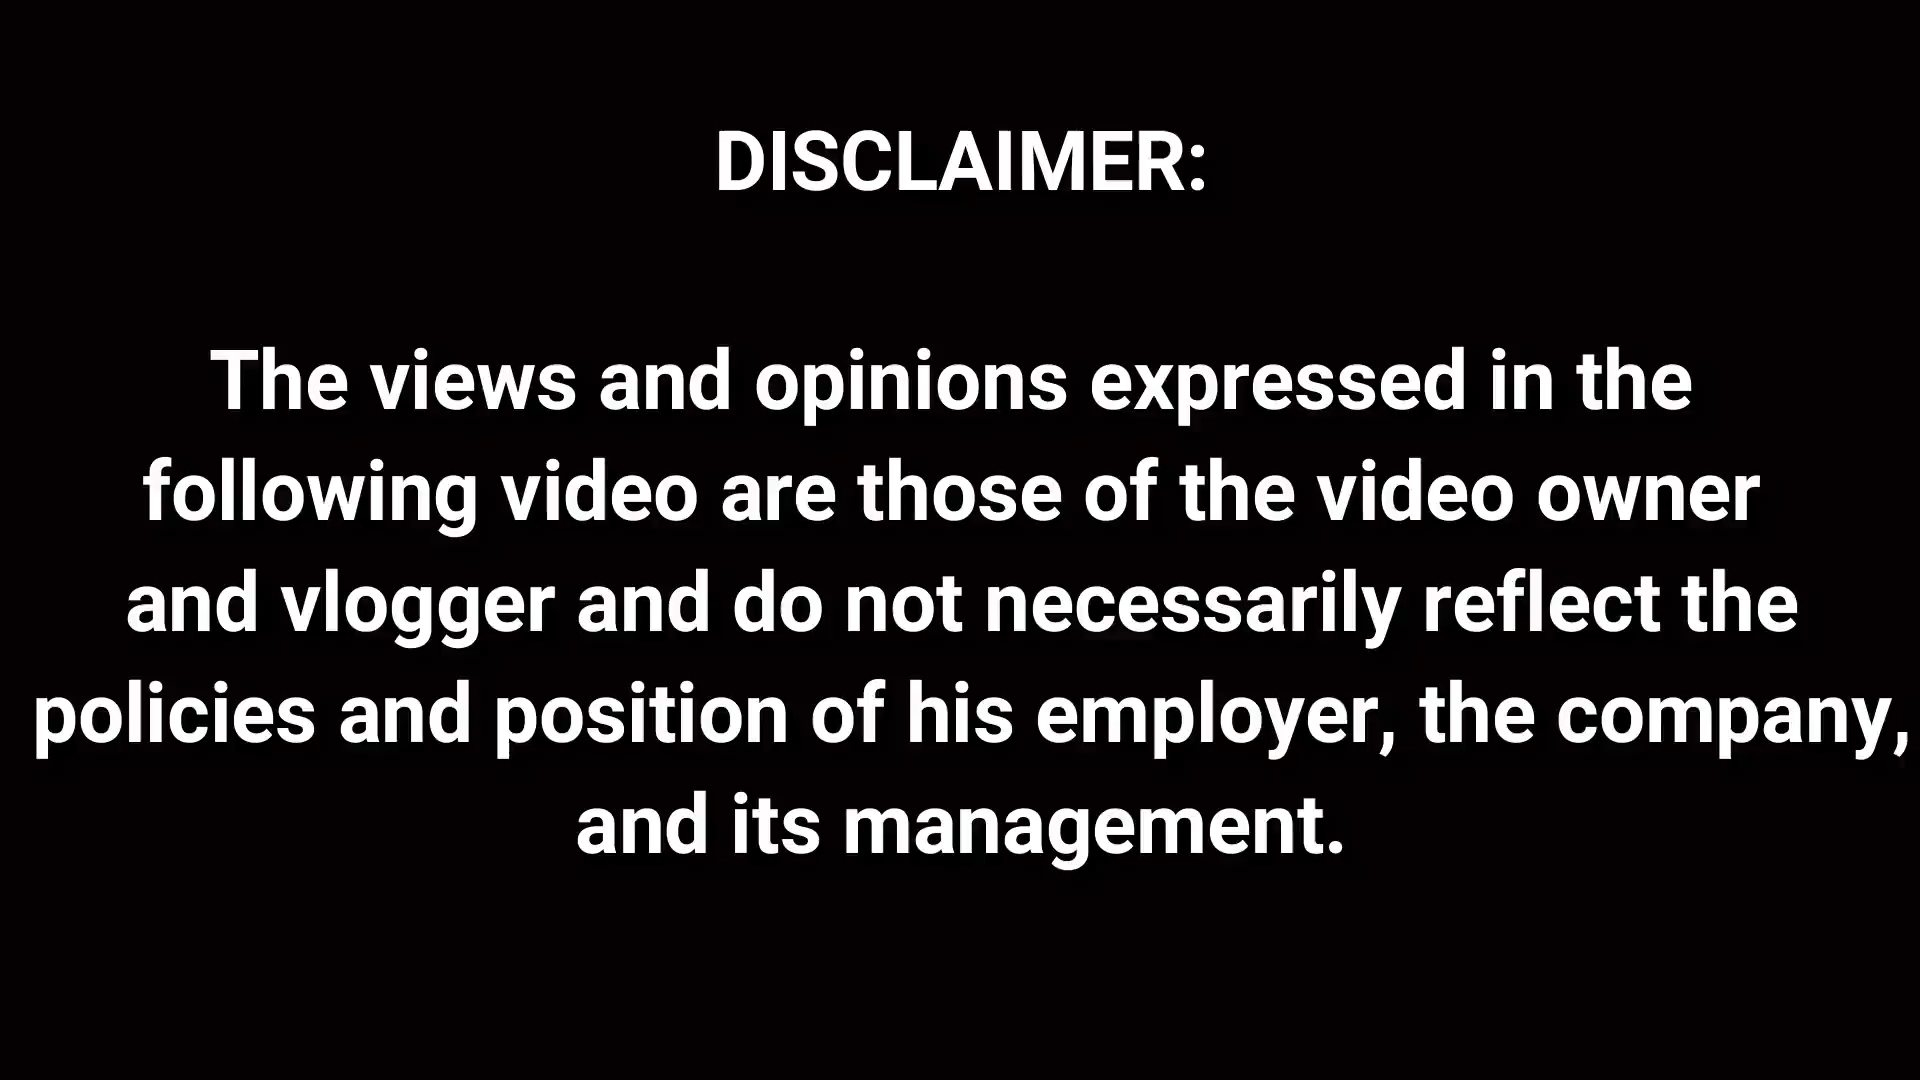 DISCLAIMER:
The views and opinions expressed in the
following video are those of the video owner
and vlogger and do not necessarily reflect the
policies and position of his employer, the company,
and its management.